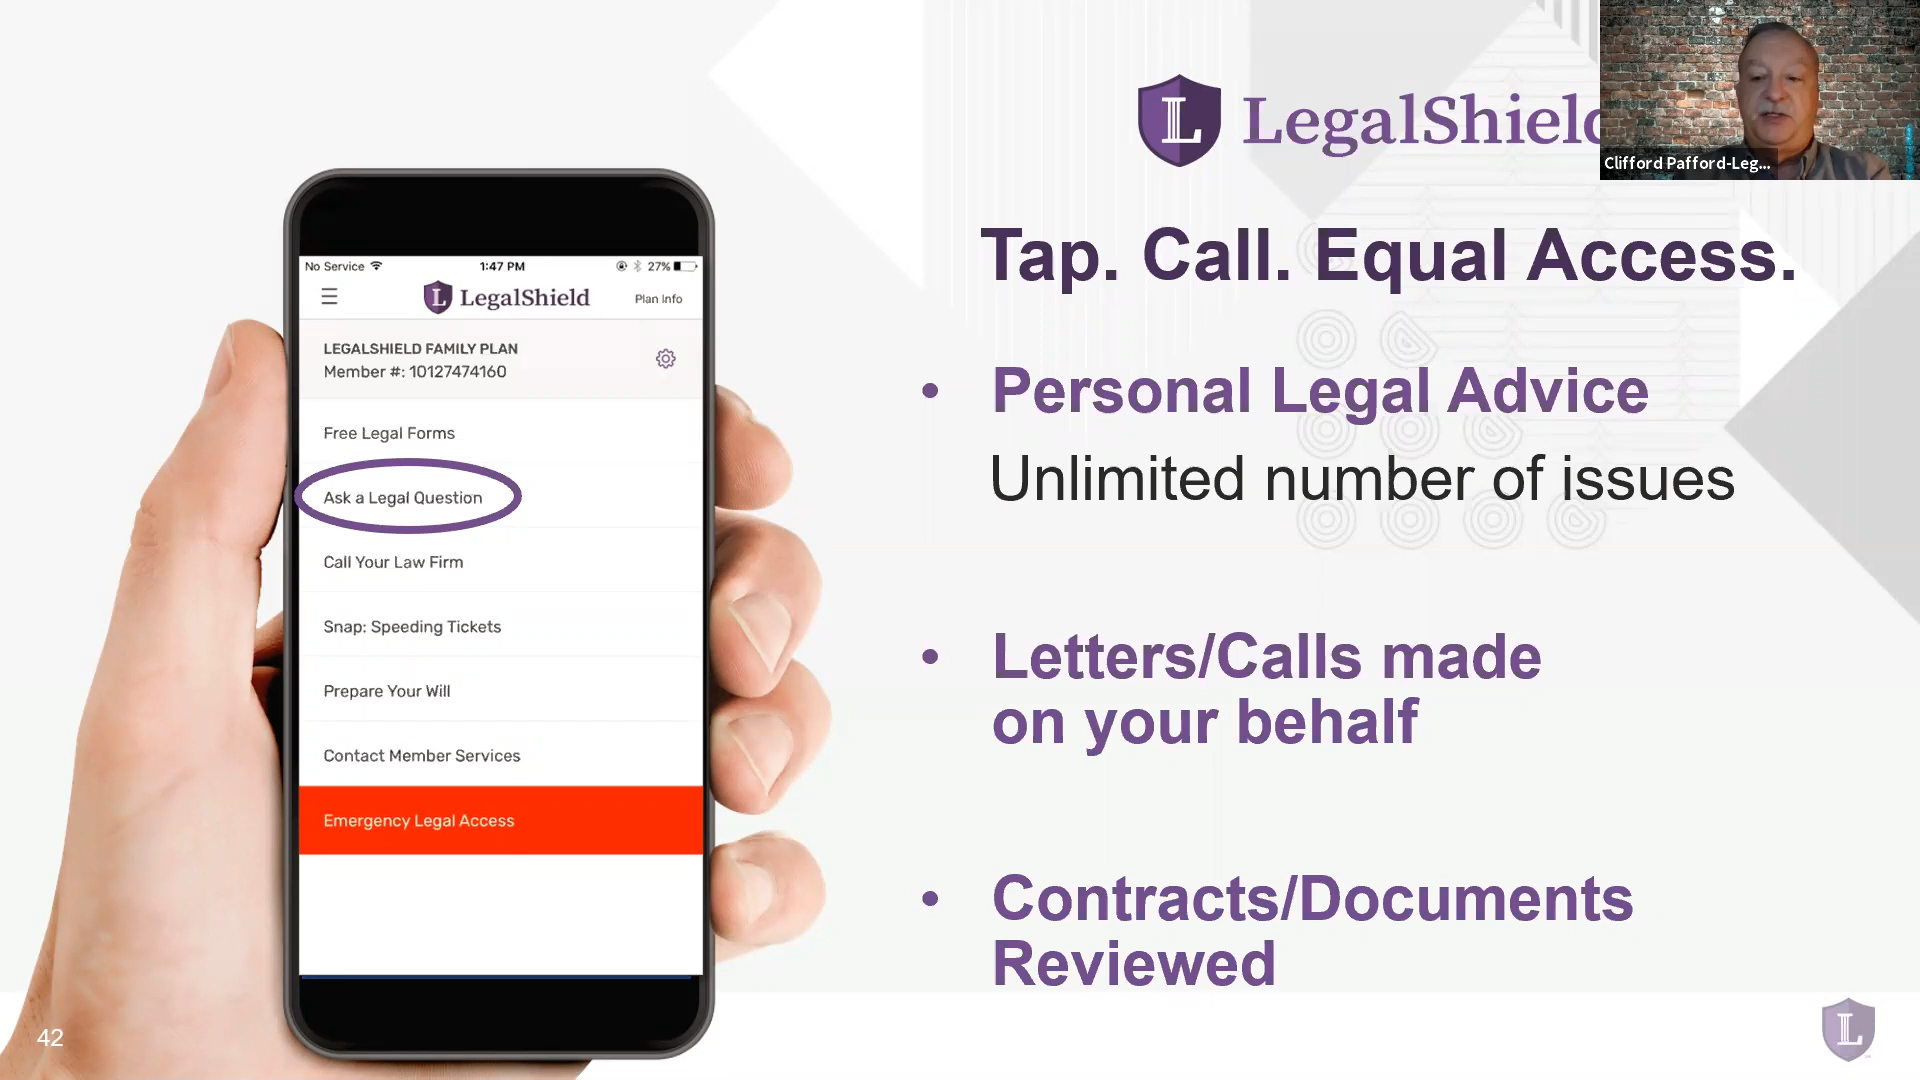 LegalShield
Clifford Pafford-Leg...
Tap. Call. Equal Access.
• Personal Legal Advice
Unlimited number of issues
• Letters/Calls made
on your behalf
• Contracts/Documents
Reviewed
No Service 1:47 PM 27%
L LegalShield Plan Info
LEGALSHIELD FAMILY PLAN
Member #: 10127474160
Free Legal Forms
Ask a Legal Question
Call Your Law Firm
Snap: Speeding Tickets
Prepare Your Will
Contact Member Services
Emergency Legal Access
42
L